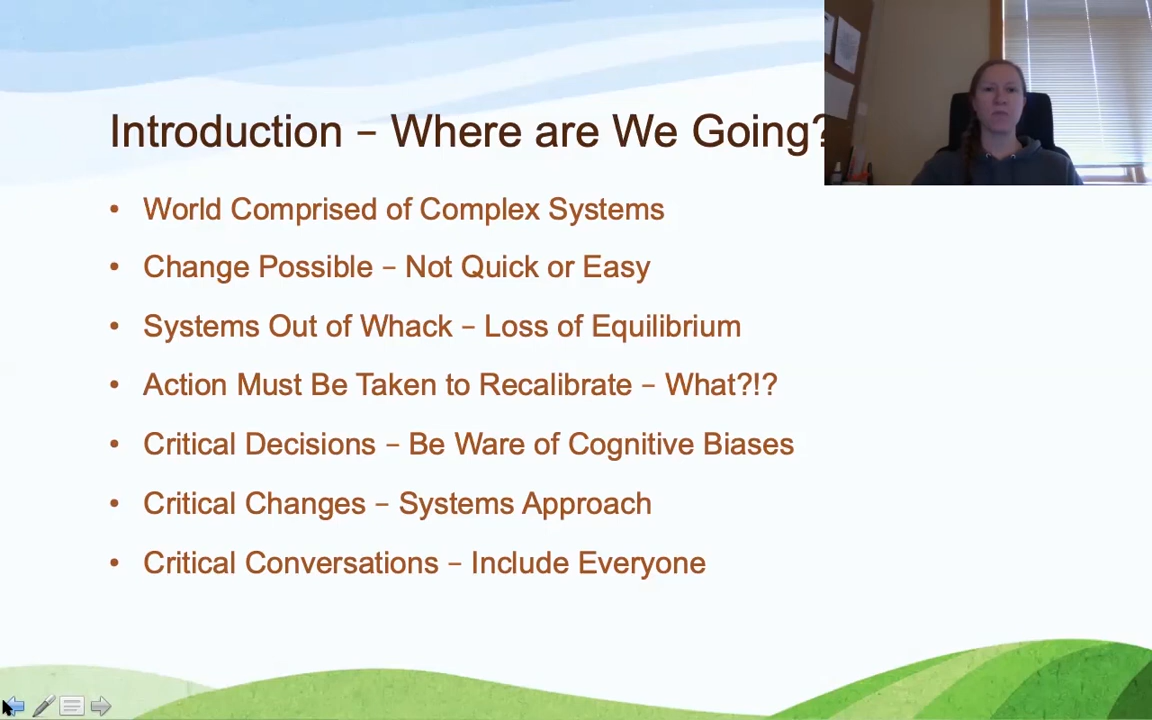 Introduction – Where are We Going?
• World Comprised of Complex Systems
• Change Possible – Not Quick or Easy
• Systems Out of Whack – Loss of Equilibrium
• Action Must Be Taken to Recalibrate – What?!?
• Critical Decisions – Be Ware of Cognitive Biases
• Critical Changes – Systems Approach
• Critical Conversations – Include Everyone